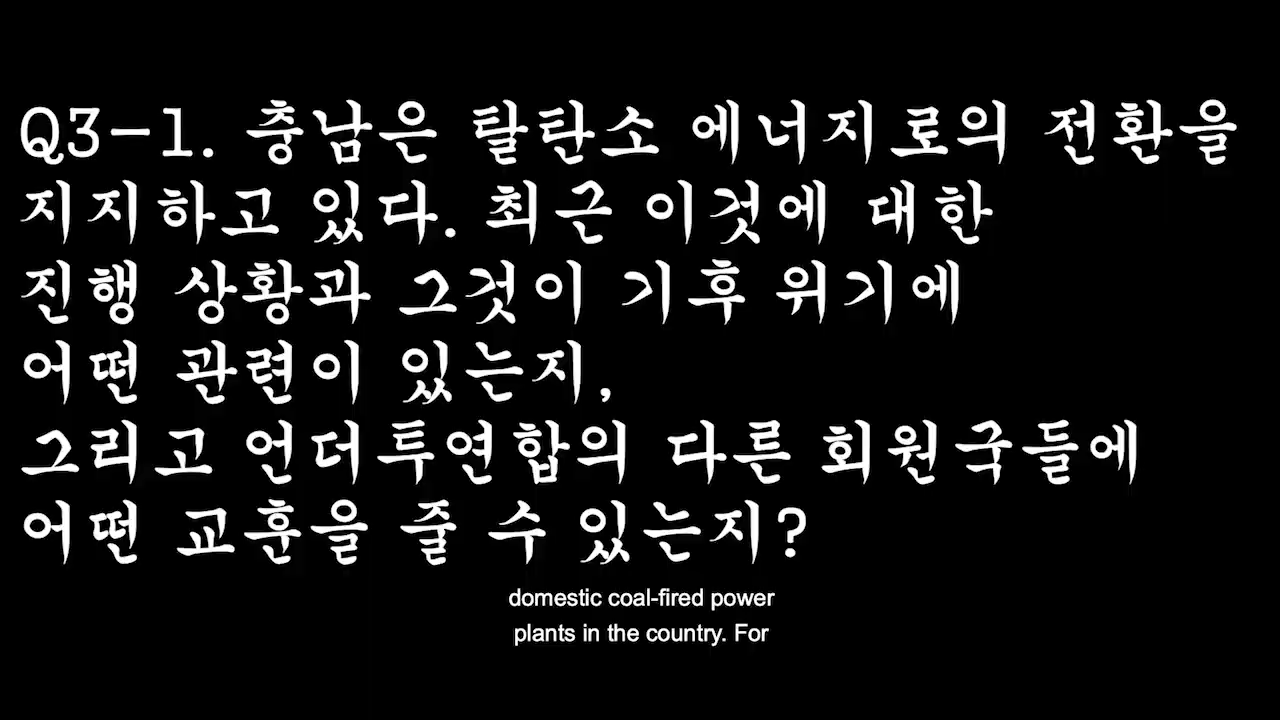 Q3-1. 충남은 탈탄소 에너지로의 전환을
지지하고 있다. 최근 이것에 대한
진행 상황과 그것이 기후 위기에
어떤 관련이 있는지,
그리고 언더투연합의 다른 회원국들에
어떤 교훈을 줄 수 있는지?
domestic coal-fired power
plants in the country. For